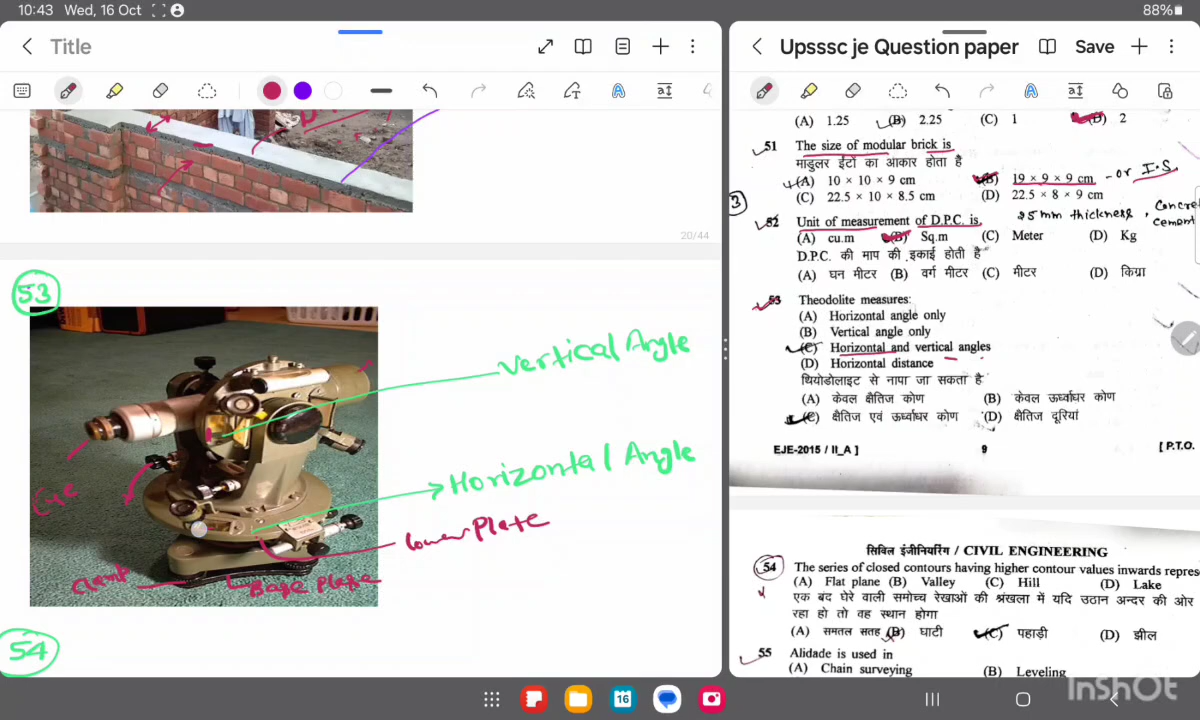 10:43 Wed, 16 Oct
88%
Title
Upsssc je Question paper
Save
20/44
53
Vertical Angle
Horizontal Angle
Lower Plate
Base Plate
54
(A) 1.25 (B) 2.25 (C) 1 (D) 2
51 The size of modular brick is
माडुलर ईंटों का आकार होता है
(A) 10 × 10 × 9 cm (B) 19 × 9 × 9 cm - or I.S
(C) 22.5 × 10 × 8.5 cm (D) 22.5 × 8 × 9 cm
3
25 mm thickness, Concre
cement
52 Unit of measurement of D.P.C. is
(A) cu.m (B) Sq.m (C) Meter (D) Kg
D.P.C. की माप की इकाई होती है
(A) घन मीटर (B) वर्ग मीटर (C) मीटर (D) किग्रा
53 Theodolite measures:
(A) Horizontal angle only
(B) Vertical angle only
(C) Horizontal and vertical angles
(D) Horizontal distance
थियोडोलाइट से नापा जा सकता है
(A) केवल क्षैतिज कोण (B) केवल ऊर्ध्वाधर कोण
(C) क्षैतिज एवं ऊर्ध्वाधर कोण (D) क्षैतिज दूरियां
EJE-2015 / II_A ] 9 [ P.T.O.
सिविल इंजीनियरिंग / CIVIL ENGINEERING
54 The series of closed contours having higher contour values inwards repres
(A) Flat plane (B) Valley (C) Hill (D) Lake
एक बंद घेरे वाली समोच्च रेखाओं की श्रंखला में यदि उठान अन्दर की ओर
रहा हो तो वह स्थान होगा
(A) समतल सतह (B) घाटी (C) पहाड़ी (D) झील
55 Alidade is used in
(A) Chain surveying (B) Leveling
16
InShOt